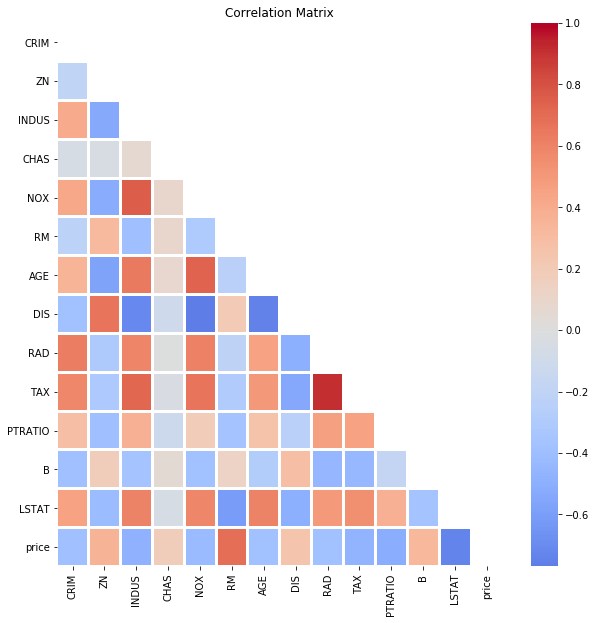 Correlation Matrix
CRIM
ZN
INDUS
CHAS
NOX
RM
AGE
DIS
RAD
TAX
PTRATIO
B
LSTAT
price
CRIM
ZN
INDUS
CHAS
NOX
RM
AGE
DIS
RAD
TAX
PTRATIO
B
LSTAT
price
1.0
0.8
0.6
0.4
0.2
0.0
−0.2
−0.4
−0.6